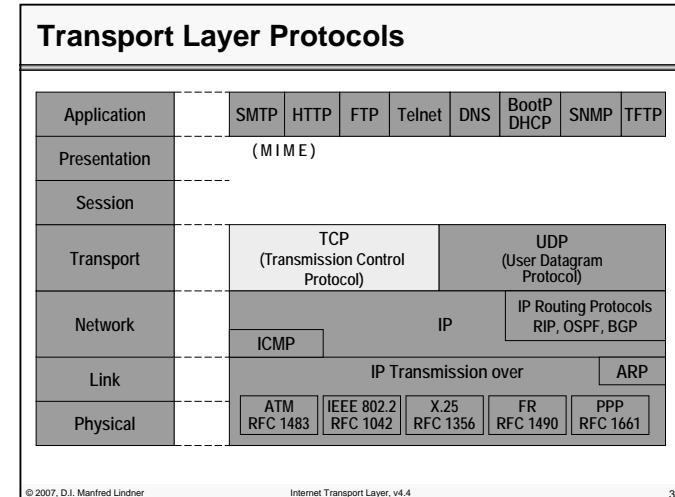 Transport Layer Protocols
Application
SMTP HTTP FTP Telnet DNS BootP DHCP SNMP TFTP
Presentation
(MIME)
Session
Transport
TCP
(Transmission Control
Protocol)
UDP
(User Datagram
Protocol)
Network
IP
ICMP
IP Routing Protocols
RIP, OSPF, BGP
Link
IP Transmission over
ARP
Physical
ATM
RFC 1483
IEEE 802.2
RFC 1042
X.25
RFC 1356
FR
RFC 1490
PPP
RFC 1661
© 2007, D.I. Manfred Lindner
Internet Transport Layer, v4.4
3